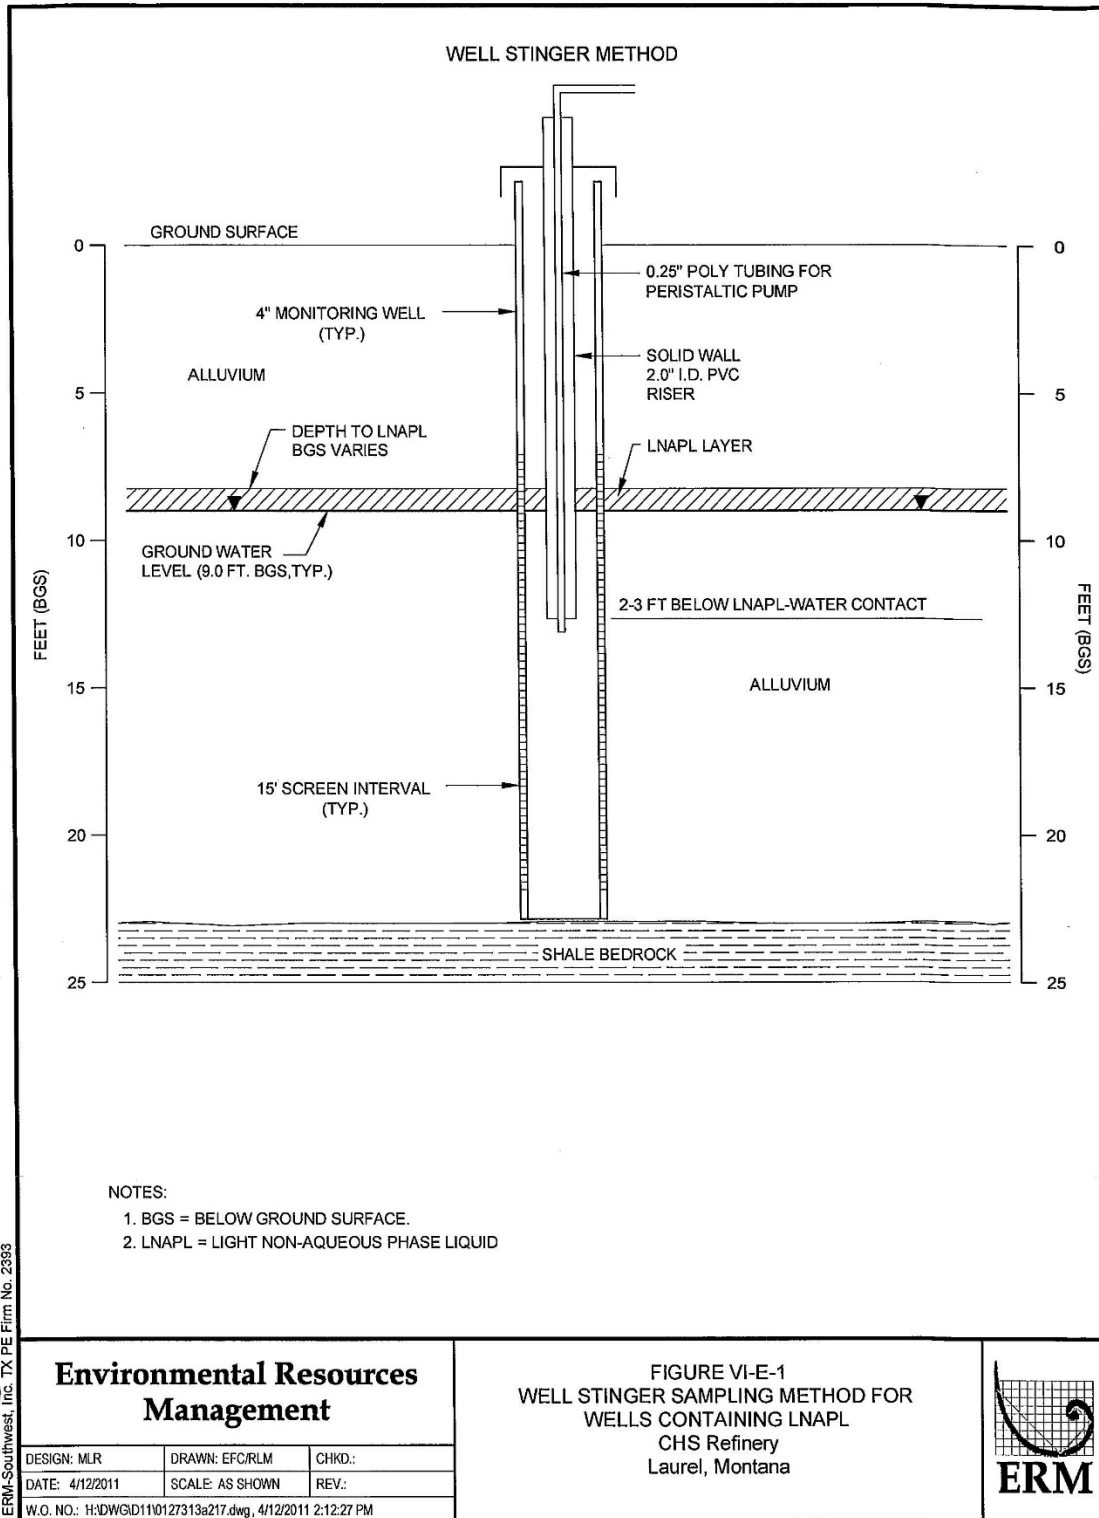 WELL STINGER METHOD
GROUND SURFACE
0
0
0.25" POLY TUBING FOR
PERISTALTIC PUMP
4" MONITORING WELL
(TYP.)
SOLID WALL
2.0" I.D. PVC
RISER
ALLUVIUM
5
5
DEPTH TO LNAPL
BGS VARIES
LNAPL LAYER
10
10
GROUND WATER
LEVEL (9.0 FT. BGS,TYP.)
FEET (BGS)
FEET (BGS)
2-3 FT BELOW LNAPL-WATER CONTACT
15
15
ALLUVIUM
15' SCREEN INTERVAL
(TYP.)
20
20
SHALE BEDROCK
25
25
NOTES:
1. BGS = BELOW GROUND SURFACE.
2. LNAPL = LIGHT NON-AQUEOUS PHASE LIQUID
ERM-Southwest, Inc. TX PE Firm No. 2393
Environmental Resources
Management
DESIGN: MLR
DRAWN: EFC/RLM
CHKD.:
DATE: 4/12/2011
SCALE: AS SHOWN
REV.:
W.O. NO.: H:\DWG\D11\0127313a217.dwg, 4/12/2011 2:12:27 PM
FIGURE VI-E-1
WELL STINGER SAMPLING METHOD FOR
WELLS CONTAINING LNAPL
CHS Refinery
Laurel, Montana
ERM